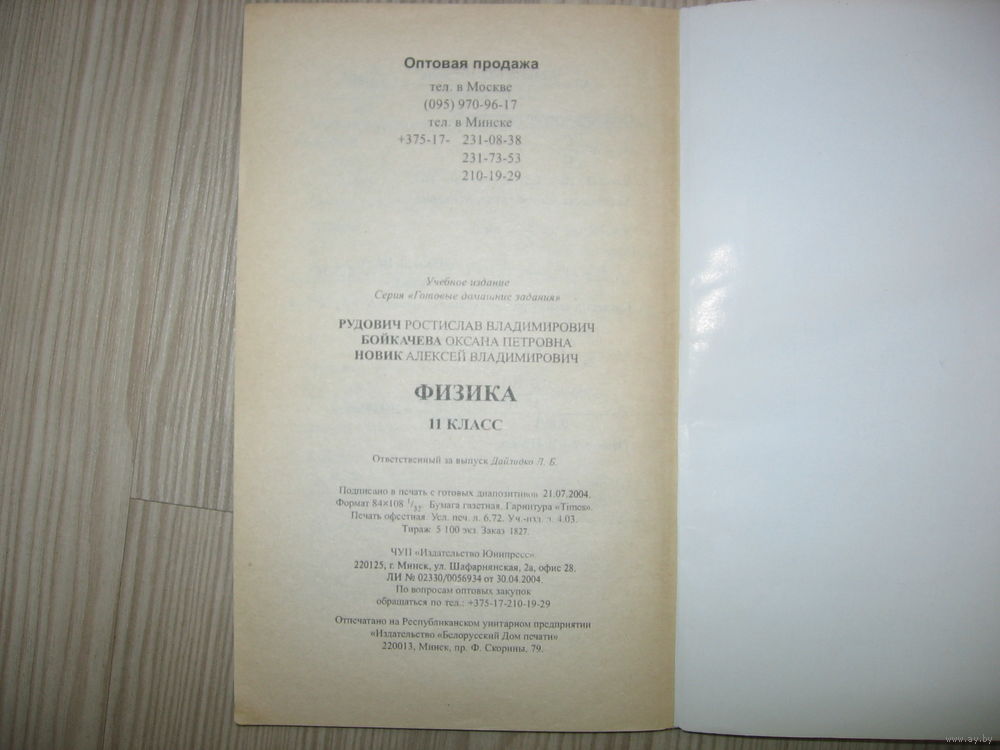 Оптовая продажа
тел. в Москве
(095) 970-96-17
тел. в Минске
+375-17- 231-08-38
231-73-53
210-19-29
Учебное издание
Серия «Готовые домашние задания»
РУДОВИЧ РОСТИСЛАВ ВЛАДИМИРОВИЧ
БОЙКАЧЕВА ОКСАНА ПЕТРОВНА
НОВИК АЛЕКСЕЙ ВЛАДИМИРОВИЧ
ФИЗИКА
11 КЛАСС
Ответственный за выпуск Дайлидко Л. Б.
Подписано в печать с готовых диапозитивов 21.07.2004.
Формат 84×108 1/32. Бумага газетная. Гарнитура «Times».
Печать офсетная. Усл. печ. л. 6.72. Уч.-изд. л. 4.03.
Тираж 5 100 экз. Заказ 1827.
ЧУП «Издательство Юнипресс».
220125, г. Минск, ул. Шафарнянская, 2а, офис 28.
ЛИ № 02330/0056934 от 30.04.2004.
По вопросам оптовых закупок
обращаться по тел.: +375-17-210-19-29
Отпечатано на Республиканском унитарном предприятии
«Издательство «Белорусский Дом печати»
220013, Минск, пр. Ф. Скорины, 79.
www.ay.by